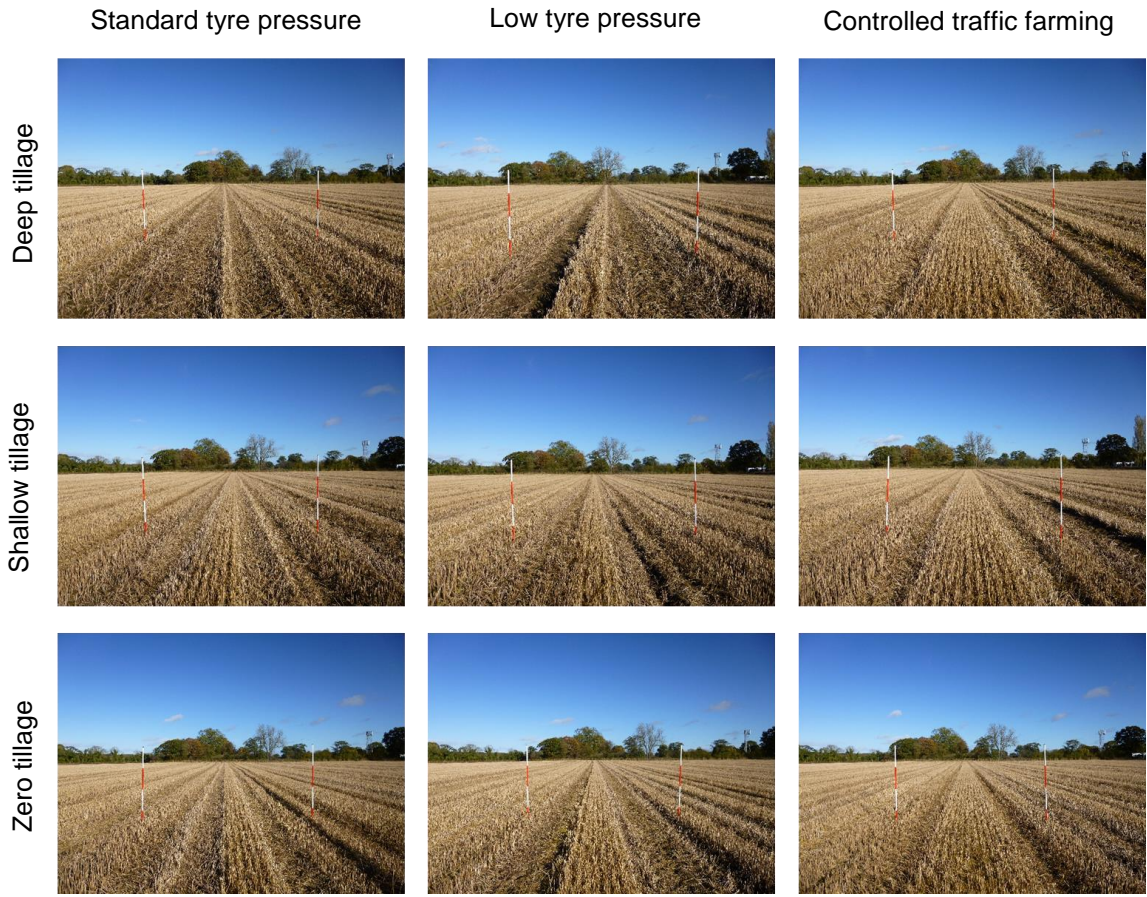 Standard tyre pressure
Low tyre pressure
Controlled traffic farming
Deep tillage
Shallow tillage
Zero tillage